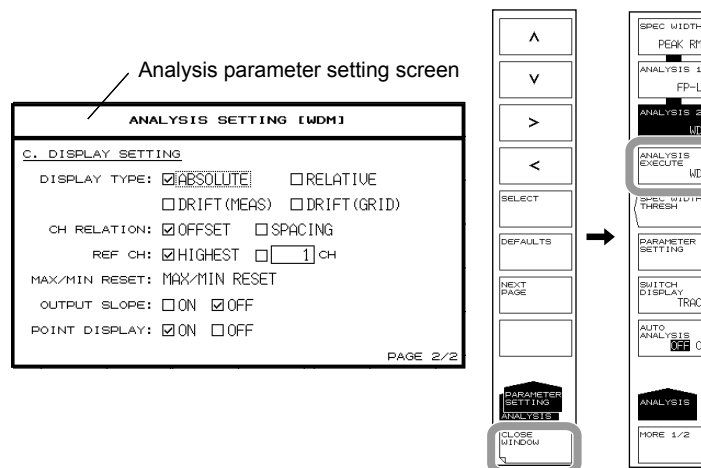 Analysis parameter setting screen
ANALYSIS SETTING [WDM]
C. DISPLAY SETTING
DISPLAY TYPE: ABSOLUTE RELATIVE
DRIFT(MEAS) DRIFT(GRID)
CH RELATION: OFFSET SPACING
REF CH: HIGHEST 1 CH
MAX/MIN RESET: MAX/MIN RESET
OUTPUT SLOPE: ON OFF
POINT DISPLAY: ON OFF
PAGE 2/2
SELECT
DEFAULTS
NEXT
PAGE
PARAMETER
SETTING
ANALYSIS
CLOSE
WINDOW
SPEC WIDTH
PEAK RM
ANALYSIS 1
FP-L
ANALYSIS 2
WD
ANALYSIS
EXECUTE
WD
SPEC WIDTH
THRESH
PARAMETER
SETTING
SWITCH
DISPLAY
TRAC
AUTO
ANALYSIS
OFF O
ANALYSIS
MORE 1/2